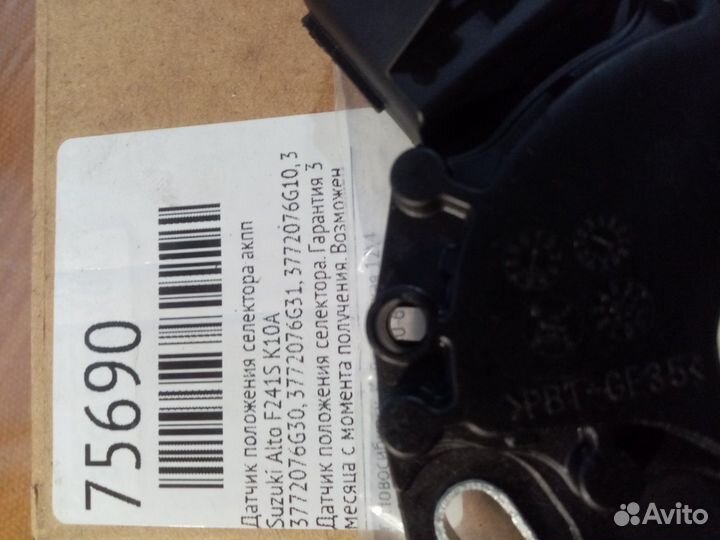 75690
Датчик положения селектора акпп
Suzuki Alto F241S K10A
3772076G30, 3772076G31, 3772076G10, 3
Датчик положения селектора. Гарантия 3
месяца с момента получения. Возможен
>PBT-GF35<
Avito